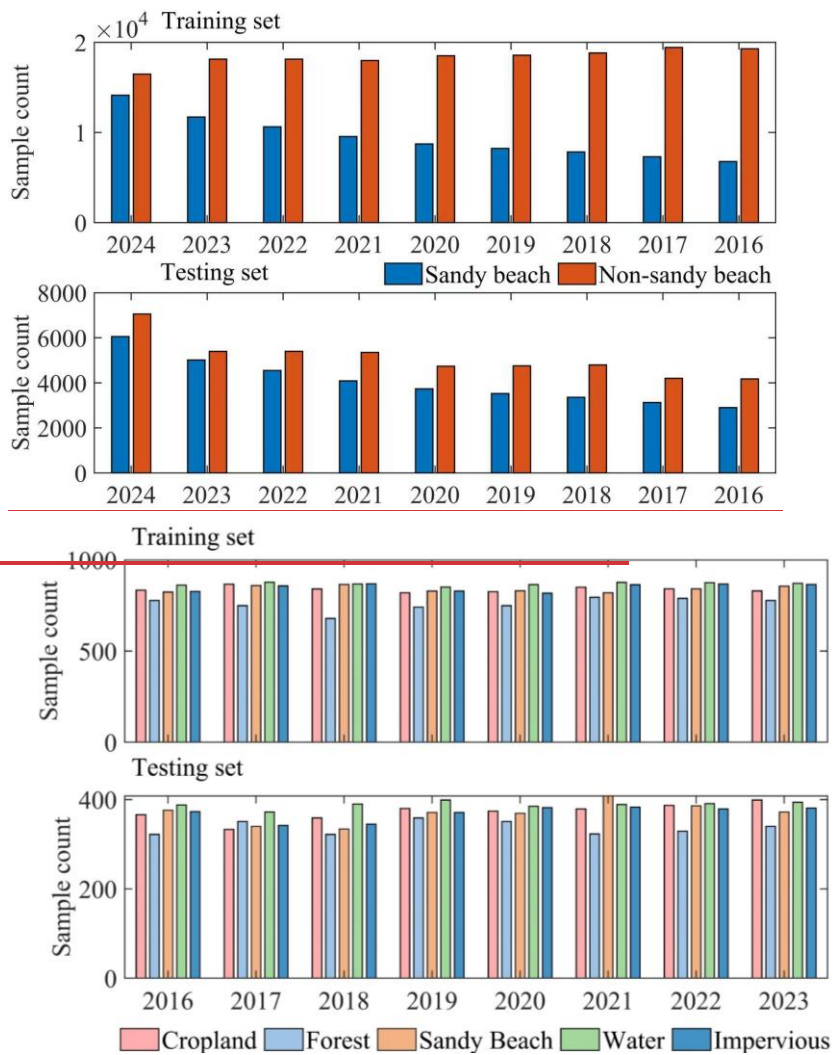 ×10⁴ Training set
2
1
0
Sample count
2024 2023 2022 2021 2020 2019 2018 2017 2016
Testing set
Sandy beach Non-sandy beach
8000
6000
4000
2000
0
Sample count
2024 2023 2022 2021 2020 2019 2018 2017 2016
Training set
1000
500
0
Sample count
Testing set
400
200
0
Sample count
2016 2017 2018 2019 2020 2021 2022 2023
Cropland Forest Sandy Beach Water Impervious